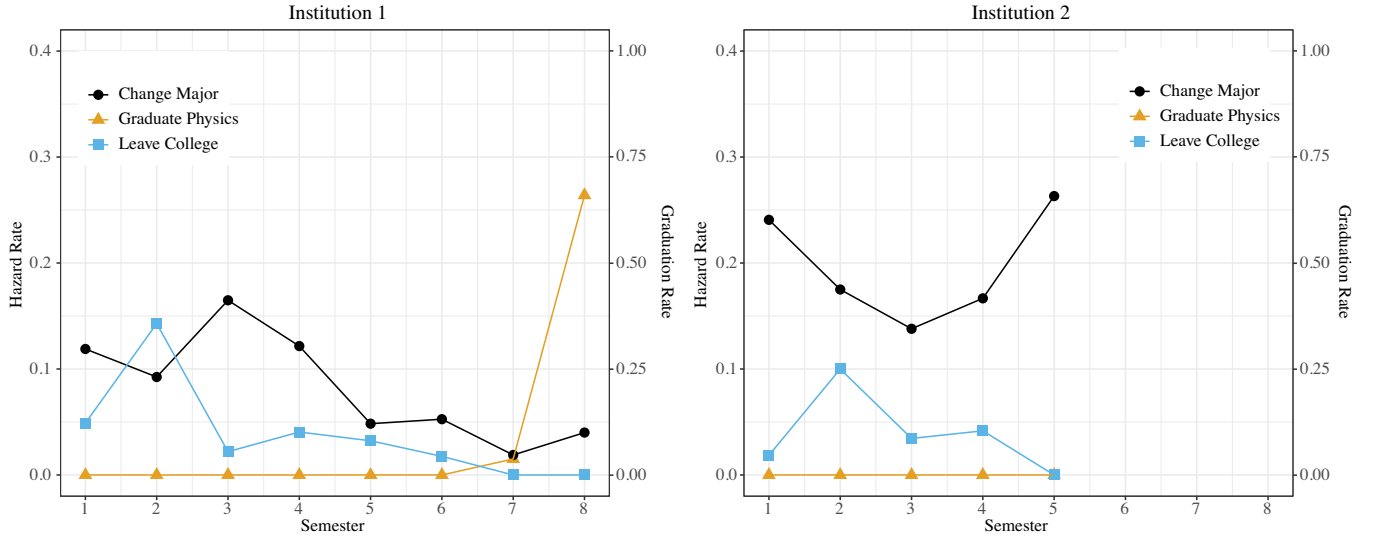 Institution 1
Hazard Rate
0.4
0.3
0.2
0.1
0.0
Change Major
Graduate Physics
Leave College
1.00
0.75
0.50
0.25
0.00
Graduation Rate
1 2 3 4 5 6 7 8
Semester
Institution 2
Hazard Rate
0.4
0.3
0.2
0.1
0.0
Change Major
Graduate Physics
Leave College
1.00
0.75
0.50
0.25
0.00
Graduation Rate
1 2 3 4 5 6 7 8
Semester